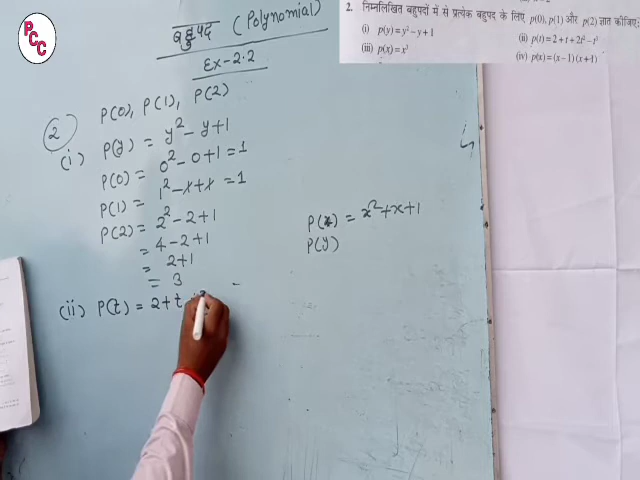 PCC
बहुपद (Polynomial)
Ex-2.2
2. निम्नलिखित बहुपदों में से प्रत्येक बहुपद के लिए p(0), p(1) और p(2) ज्ञात कीजिए:
(i) p(y) = y² – y + 1 (ii) p(t) = 2 + t + 2t² – t³
(iii) p(x) = x³ (iv) p(x) = (x – 1) (x + 1)
2 P(0), P(1), P(2)
(i) P(y) = y² - y + 1
P(0) = 0² - 0 + 1 = 1
P(1) = 1² - x + x = 1
P(2) = 2² - 2 + 1
= 4 - 2 + 1
= 2 + 1
= 3
(ii) P(t) = 2 + t
P(x) = x² + x + 1
P(y)